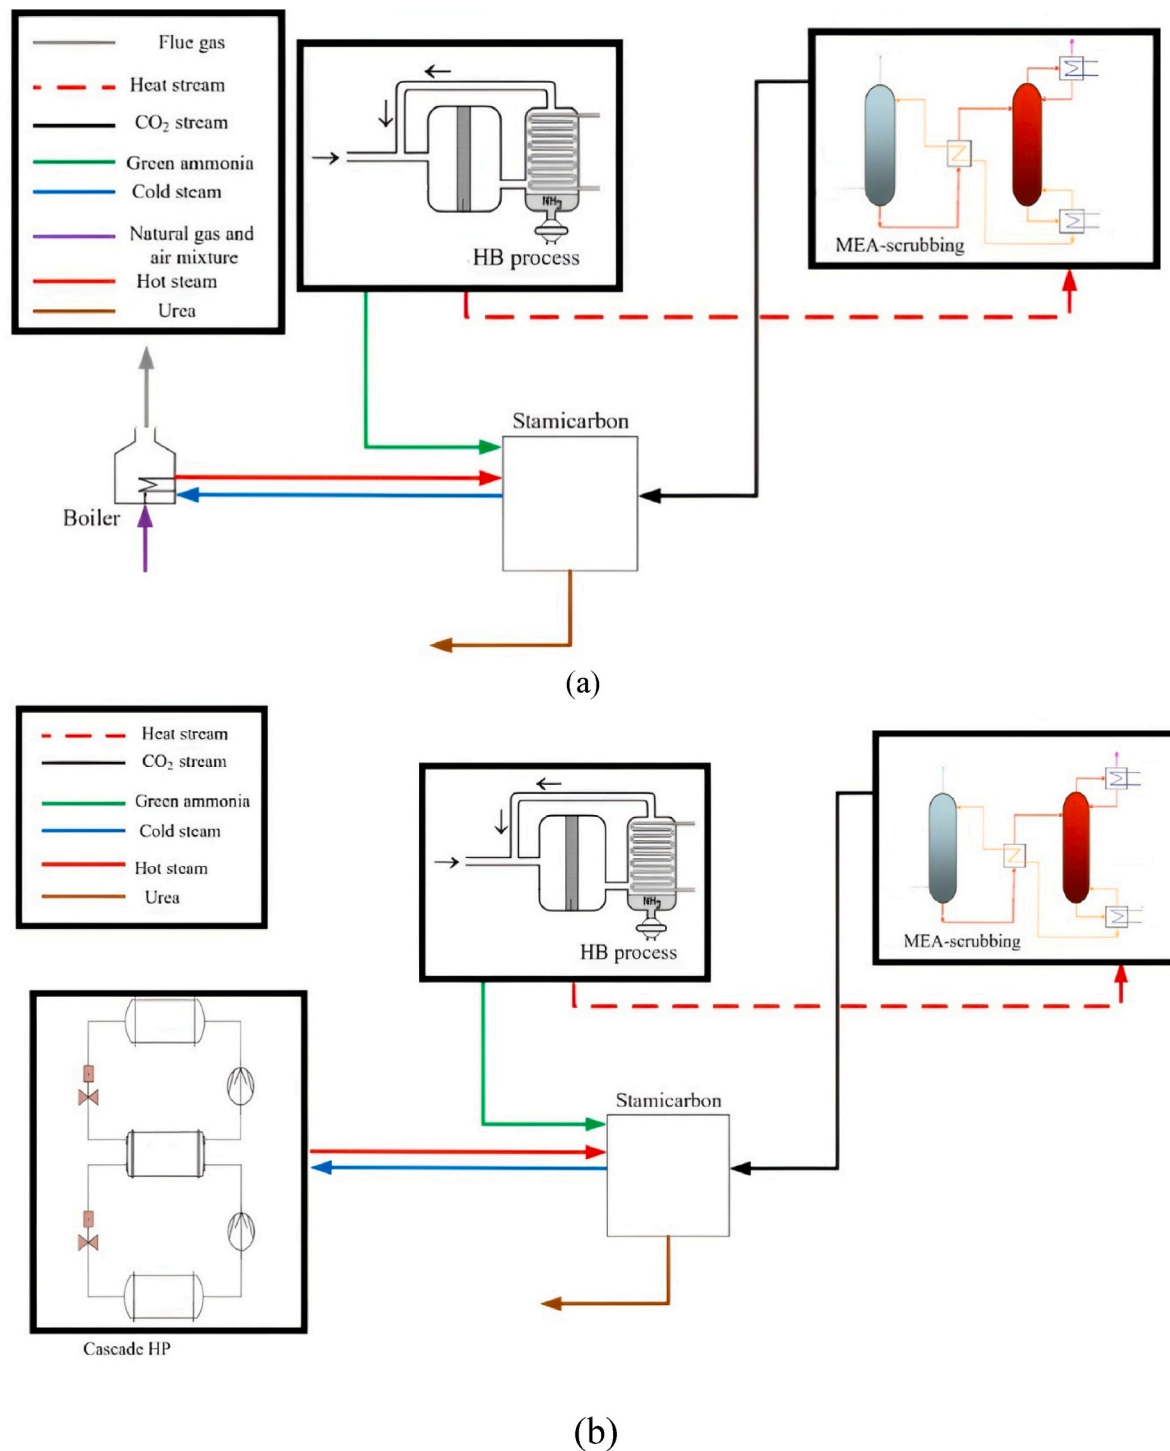 Flue gas
Heat stream
CO₂ stream
Green ammonia
Cold steam
Natural gas and
air mixture
Hot steam
Urea
NH₃
HB process
MEA-scrubbing
Stamicarbon
Boiler
(a)
Heat stream
CO₂ stream
Green ammonia
Cold steam
Hot steam
Urea
NH₃
HB process
MEA-scrubbing
Stamicarbon
Cascade HP
(b)